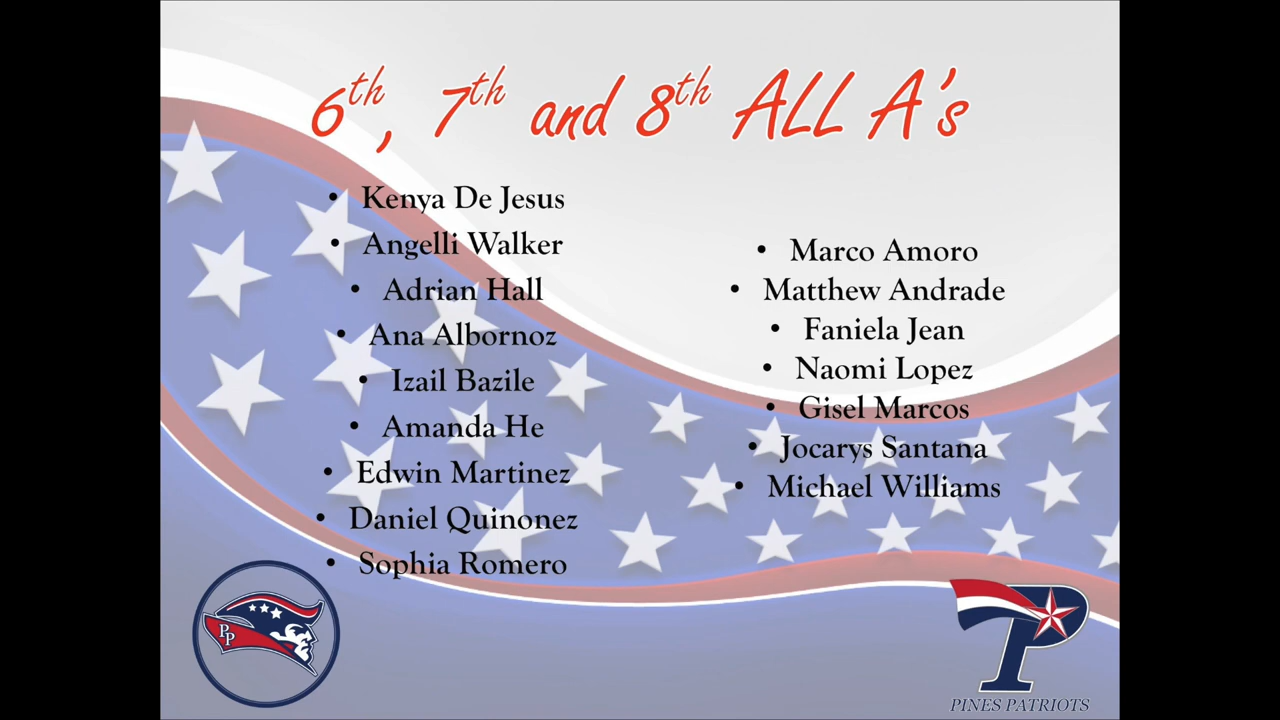 6th, 7th and 8th ALL A's
• Kenya De Jesus
• Angelli Walker
• Adrian Hall
• Ana Albornoz
• Izail Bazile
• Amanda He
• Edwin Martinez
• Daniel Quinonez
• Sophia Romero
• Marco Amoro
• Matthew Andrade
• Faniela Jean
• Naomi Lopez
• Gisel Marcos
• Jocarys Santana
• Michael Williams
PP
P
PINES PATRIOTS